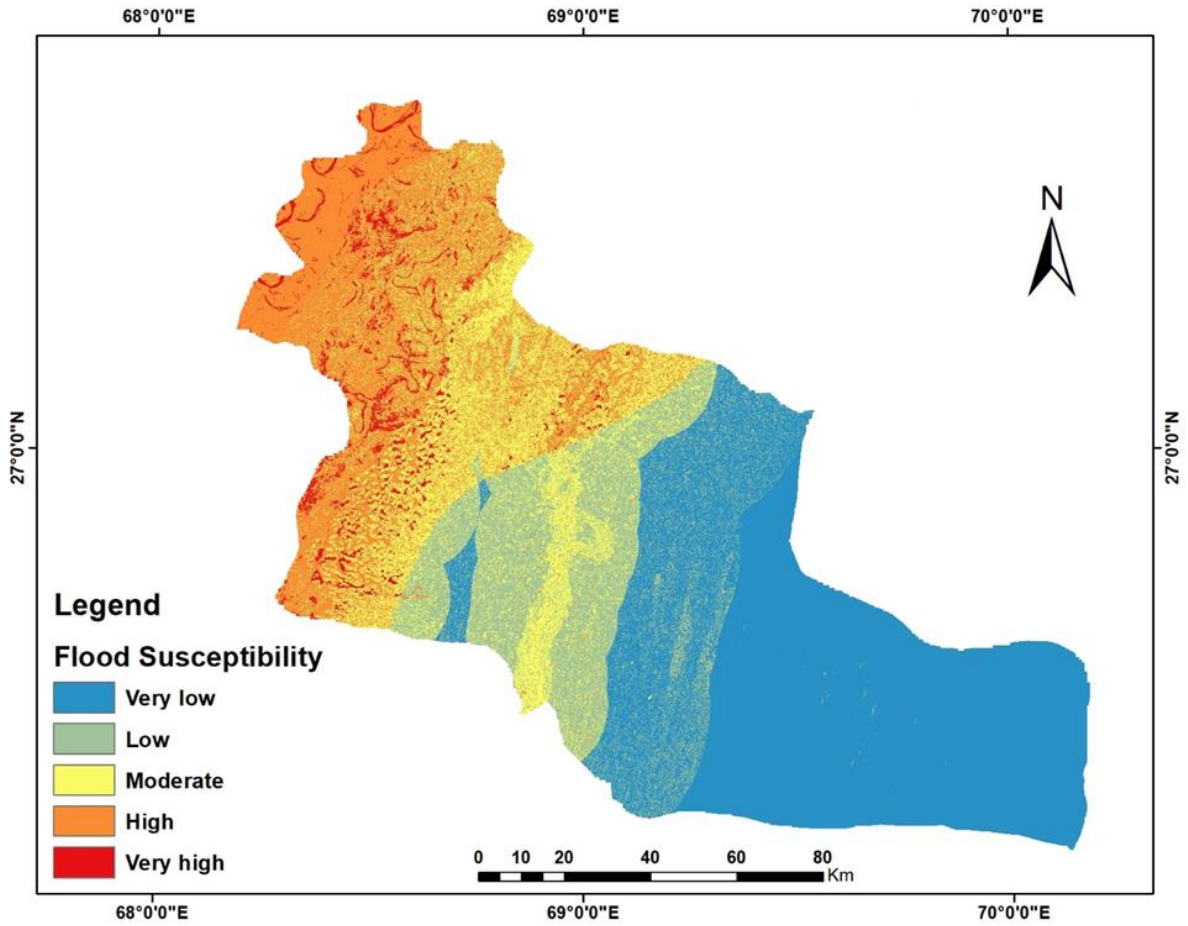 68°0'0"E 69°0'0"E 70°0'0"E
N
27°0'0"N 27°0'0"N
Legend
Flood Susceptibility
Very low
Low
Moderate
High
Very high
0 10 20 40 60 80
Km
68°0'0"E 69°0'0"E 70°0'0"E